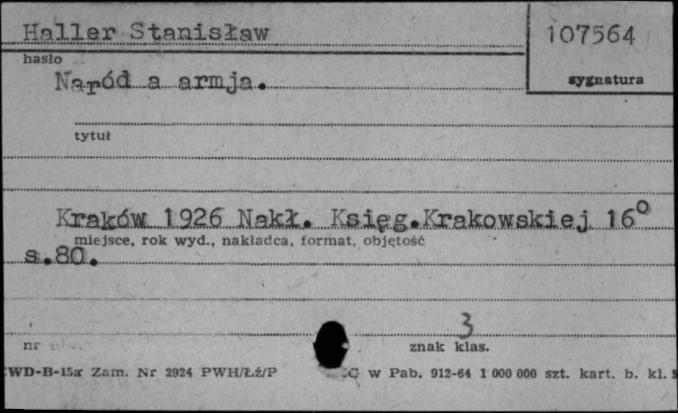 Haller Stanisław
107564
hasło
sygnatura
Naród a armja.
tytuł
Kraków 1926 Nakł. Księg.Krakowskiej 16°
miejsce, rok wyd., nakładca, format, objętość
s.80.
3
nr
znak klas.
WD-B-15a Zam. Nr 2924 PWH/Łź/P w Pab. 912-64 1 000 000 szt. kart. b. kl.